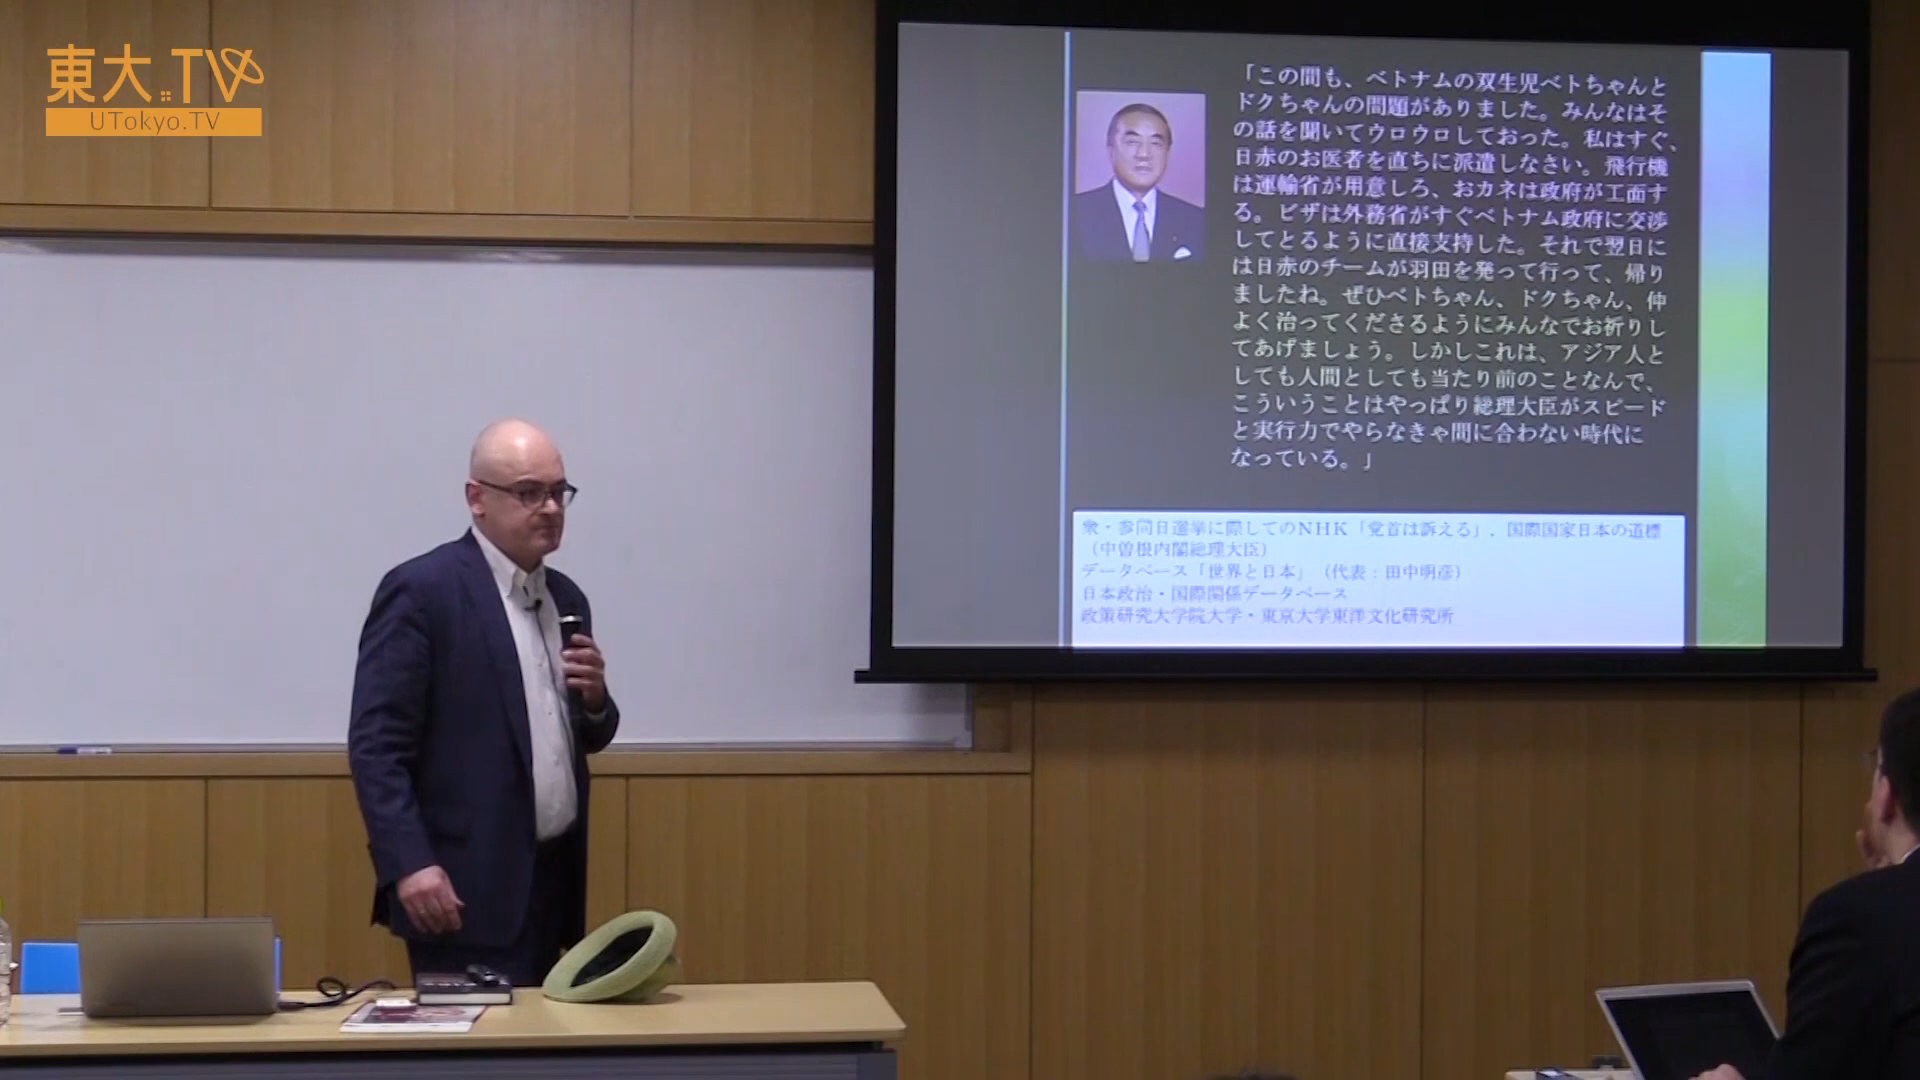 東大.TV
UTokyo.TV
「この間も、ベトナムの双生児ベトちゃんと
ドクちゃんの問題がありました。みんなはそ
の話を聞いてウロウロしておった。私はすぐ、
日赤のお医者を直ちに派遣しなさい。飛行機
は運輸省が用意しろ、おカネは政府が工面す
る。ビザは外務省がすぐベトナム政府に交渉
してとるように直接支持した。それで翌日に
は日赤のチームが羽田を発って行って、帰り
ましたね。ぜひベトちゃん、ドクちゃん、仲
よく治ってくださるようにみんなでお祈りし
てあげましょう。しかしこれは、アジア人と
しても人間としても当たり前のことなんで、
こういうことはやっぱり総理大臣がスピード
と実行力でやらなきゃ間に合わない時代に
なっている。」
衆・参同日選挙に際してのNHK「党首は訴える」、国際国家日本の道標
（中曽根内閣総理大臣）
データベース「世界と日本」（代表：田中明彦）
日本政治・国際関係データベース
政策研究大学院大学・東京大学東洋文化研究所